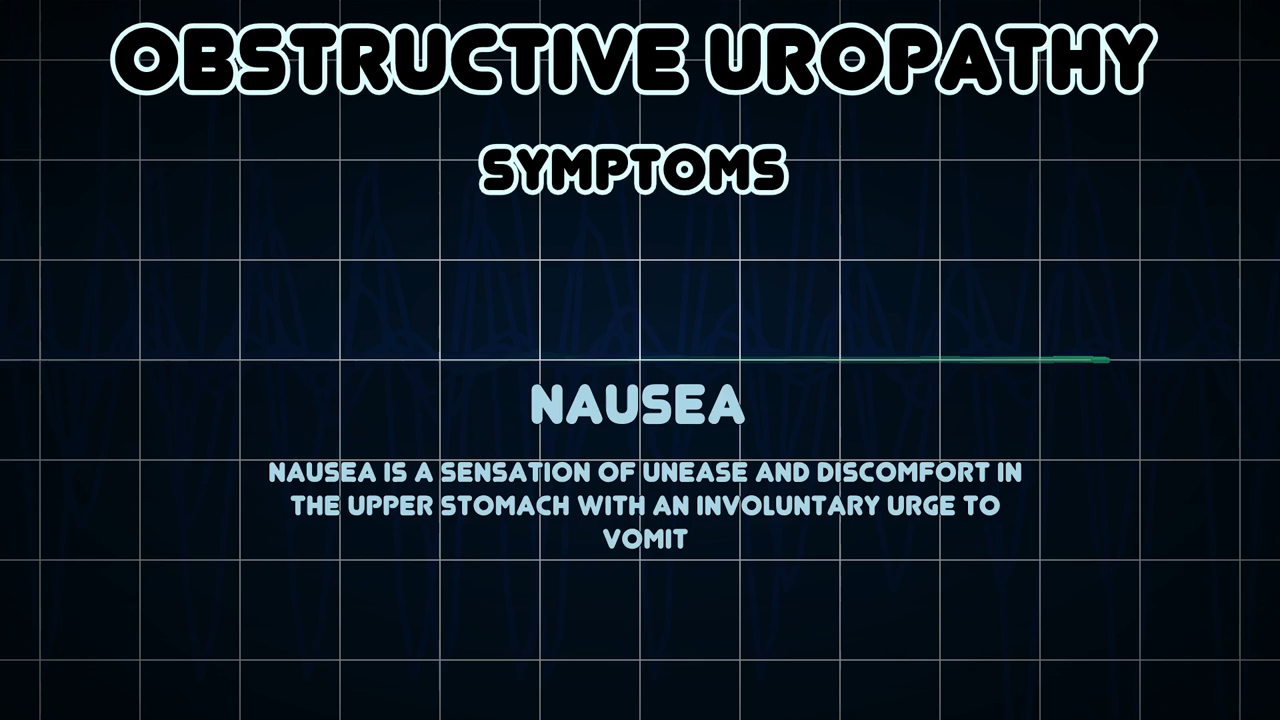 OBSTRUCTIVE UROPATHY
SYMPTOMS
NAUSEA
NAUSEA IS A SENSATION OF UNEASE AND DISCOMFORT IN
THE UPPER STOMACH WITH AN INVOLUNTARY URGE TO
VOMIT